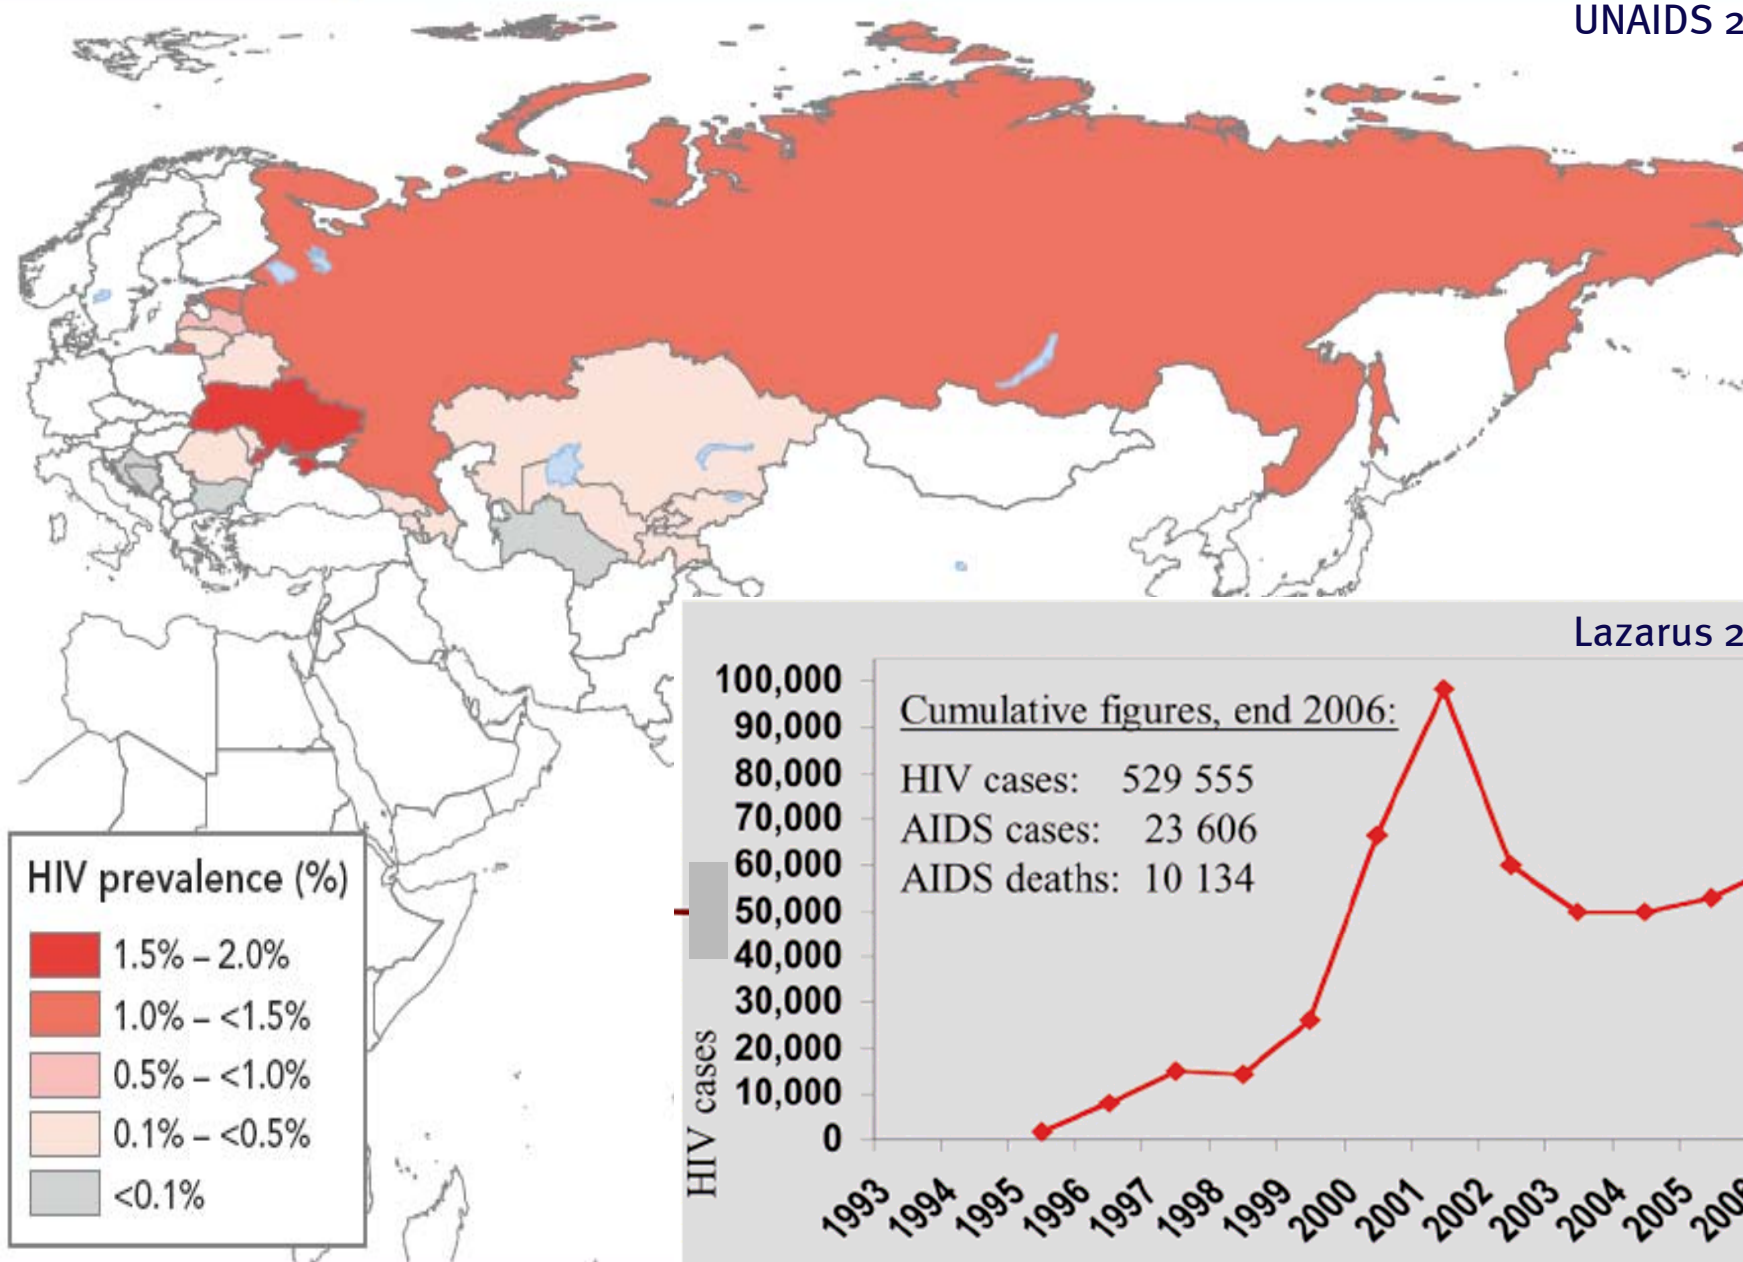 UNAIDS 2
HIV prevalence (%)
1.5% – 2.0%
1.0% – <1.5%
0.5% – <1.0%
0.1% – <0.5%
<0.1%
Lazarus 2
Cumulative figures, end 2006:
HIV cases: 529 555
AIDS cases: 23 606
AIDS deaths: 10 134
100,000
90,000
80,000
70,000
60,000
50,000
40,000
30,000
20,000
10,000
0
HIV cases
1993 1994 1995 1996 1997 1998 1999 2000 2001 2002 2003 2004 2005 2006